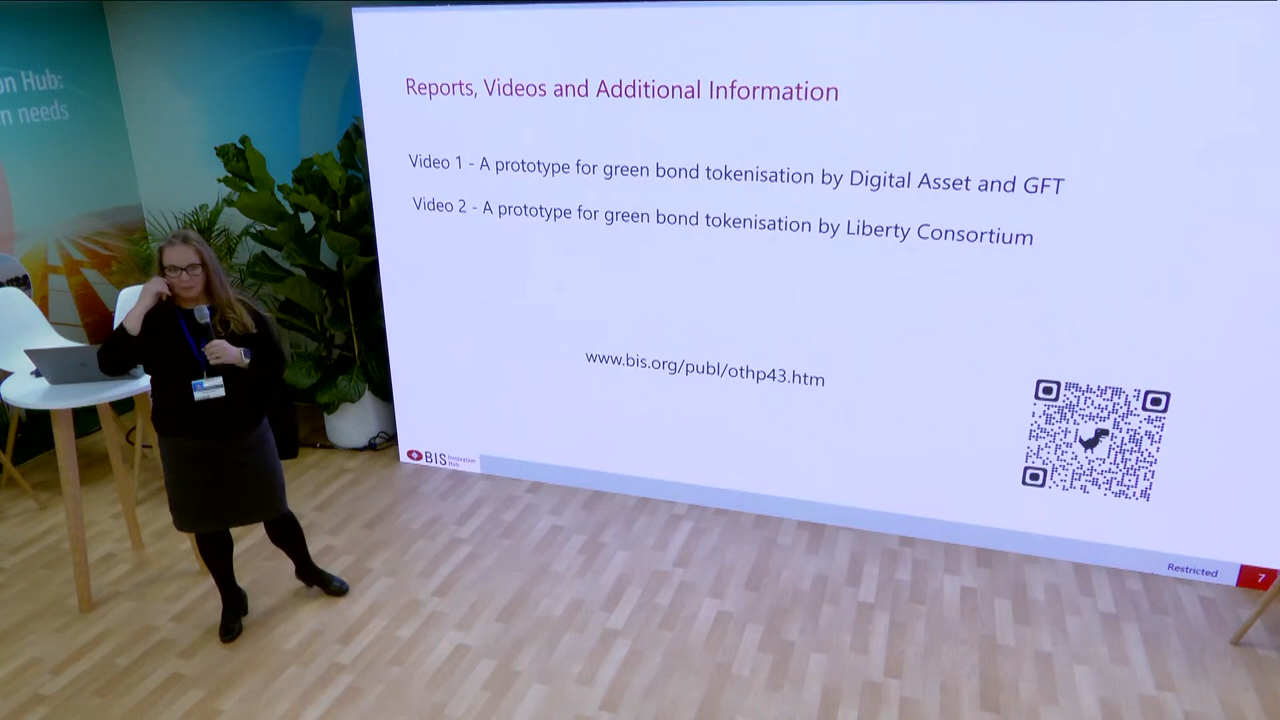 on Hub:
n needs
Reports, Videos and Additional Information
Video 1 - A prototype for green bond tokenisation by Digital Asset and GFT
Video 2 - A prototype for green bond tokenisation by Liberty Consortium
www.bis.org/publ/othp43.htm
BIS Innovation Hub
Restricted
7